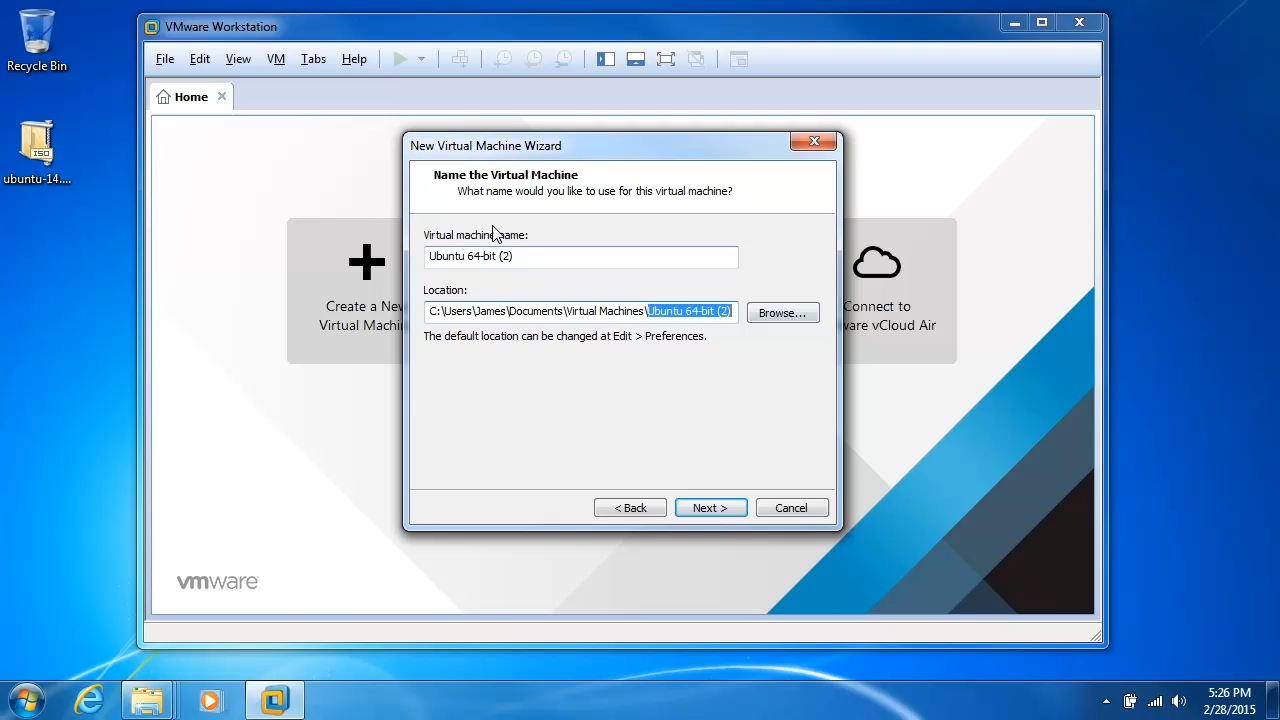 Recycle Bin
ubuntu-14....
VMware Workstation
File Edit View VM Tabs Help
Home
New Virtual Machine Wizard
Name the Virtual Machine
What name would you like to use for this virtual machine?
Virtual machine name:
Ubuntu 64-bit (2)
Location:
C:\Users\James\Documents\Virtual Machines\Ubuntu 64-bit (2)
Browse...
The default location can be changed at Edit > Preferences.
< Back Next > Cancel
Create a New
Virtual Machin
Connect to
ware vCloud Air
vmware
ISO
5:26 PM
2/28/2015